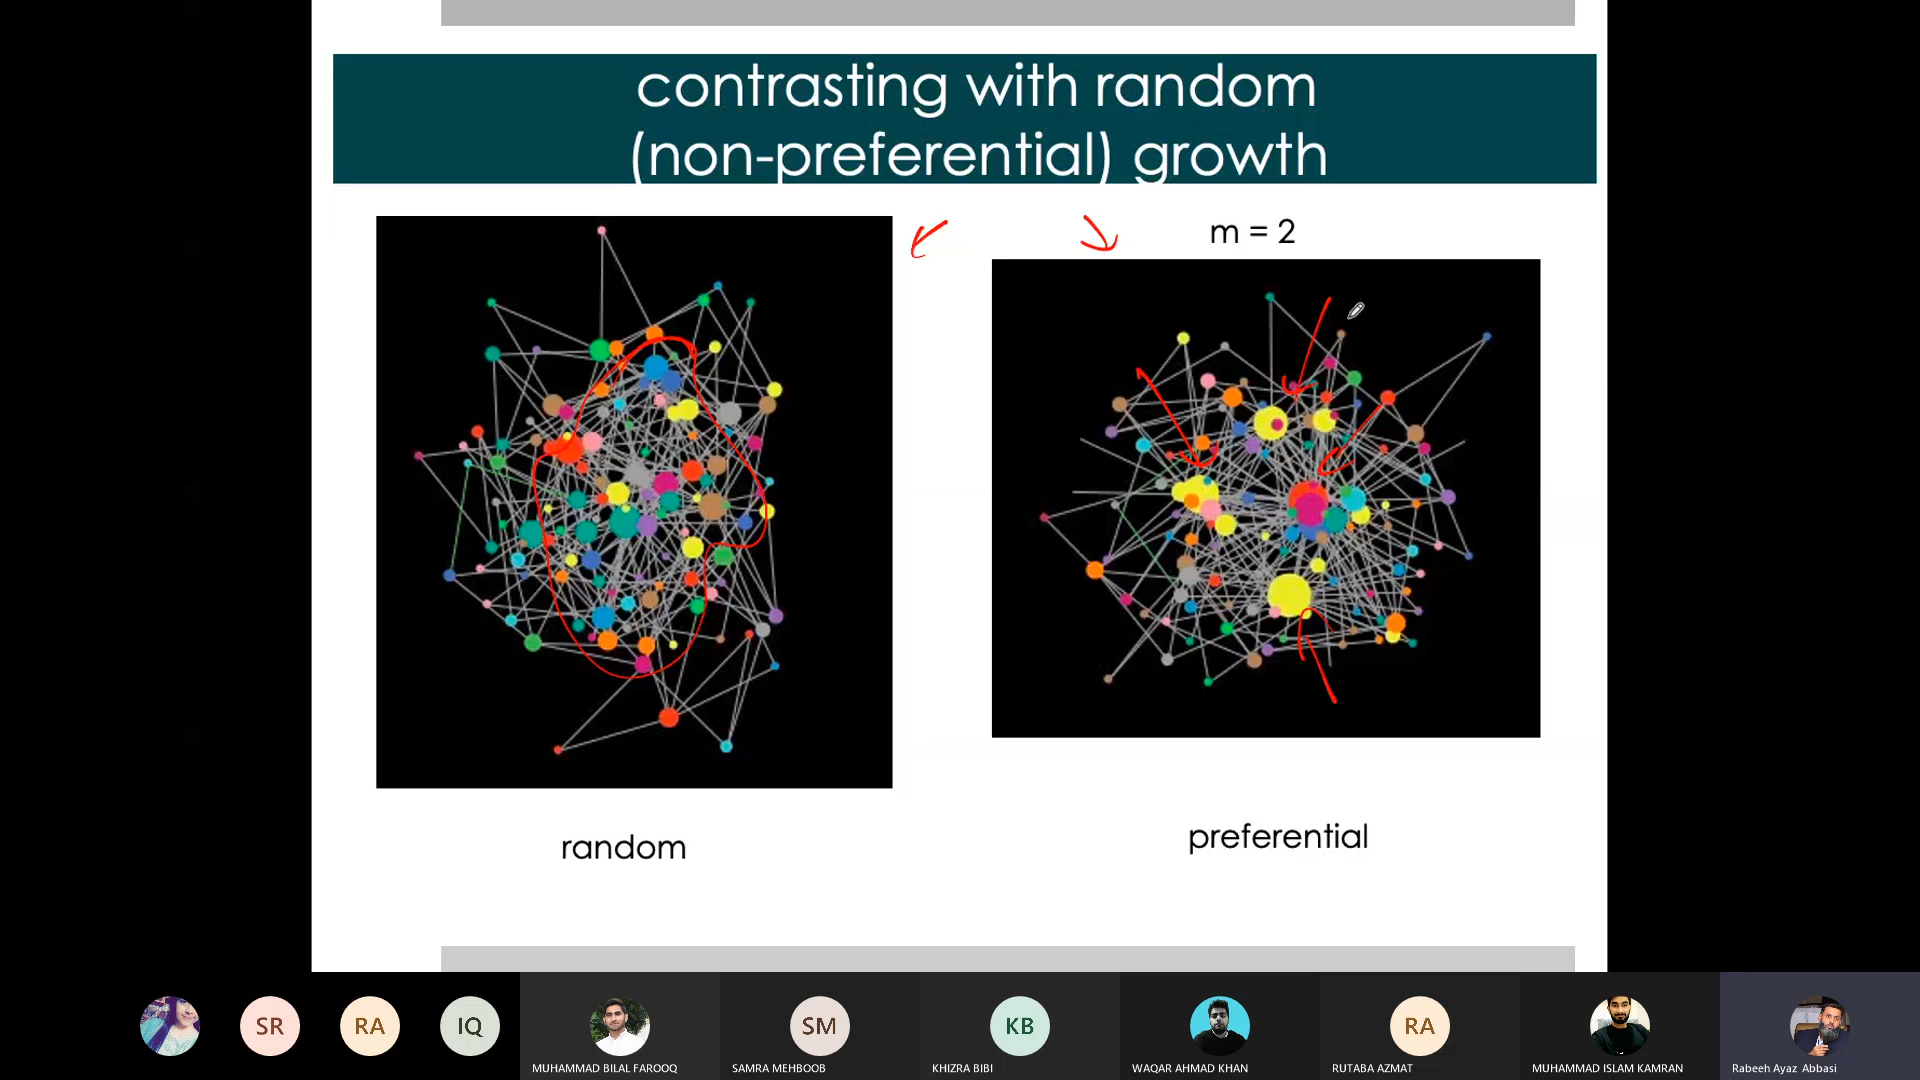 contrasting with random
(non-preferential) growth
m = 2
random
preferential
SR
RA
IQ
SM
KB
RA
MUHAMMAD BILAL FAROOQ
SAMRA MEHBOOB
KHIZRA BIBI
WAQAR AHMAD KHAN
RUTABA AZMAT
MUHAMMAD ISLAM KAMRAN
Rabeeh Ayaz Abbasi